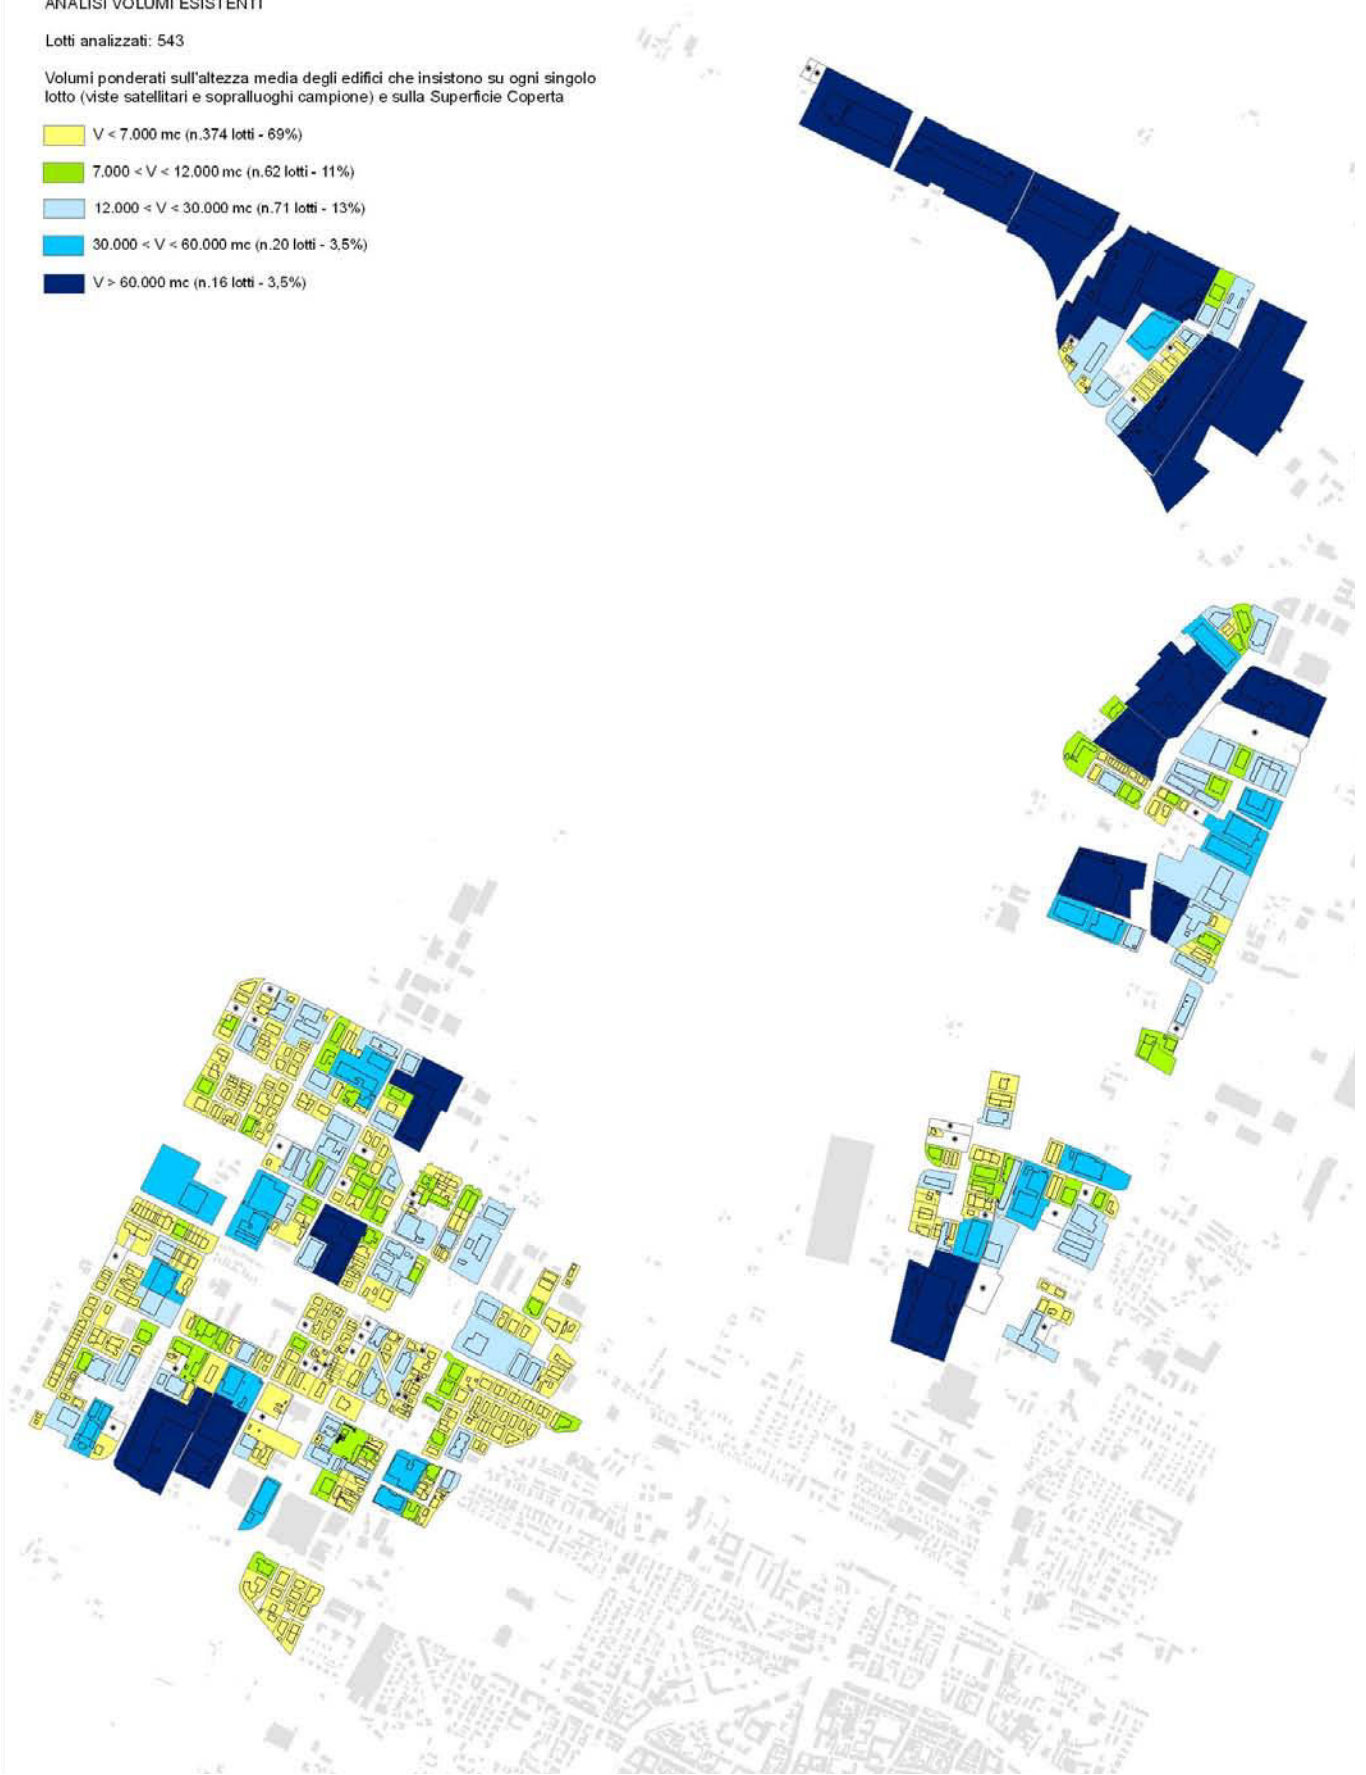 ANALISI VOLUMI ESISTENTI
Lotti analizzati: 543
Volumi ponderati sull'altezza media degli edifici che insistono su ogni singolo
lotto (viste satellitari e sopralluoghi campione) e sulla Superficie Coperta
V < 7.000 mc (n.374 lotti - 69%)
7.000 < V < 12.000 mc (n.62 lotti - 11%)
12.000 < V < 30.000 mc (n.71 lotti - 13%)
30.000 < V < 60.000 mc (n.20 lotti - 3,5%)
V > 60.000 mc (n.16 lotti - 3,5%)